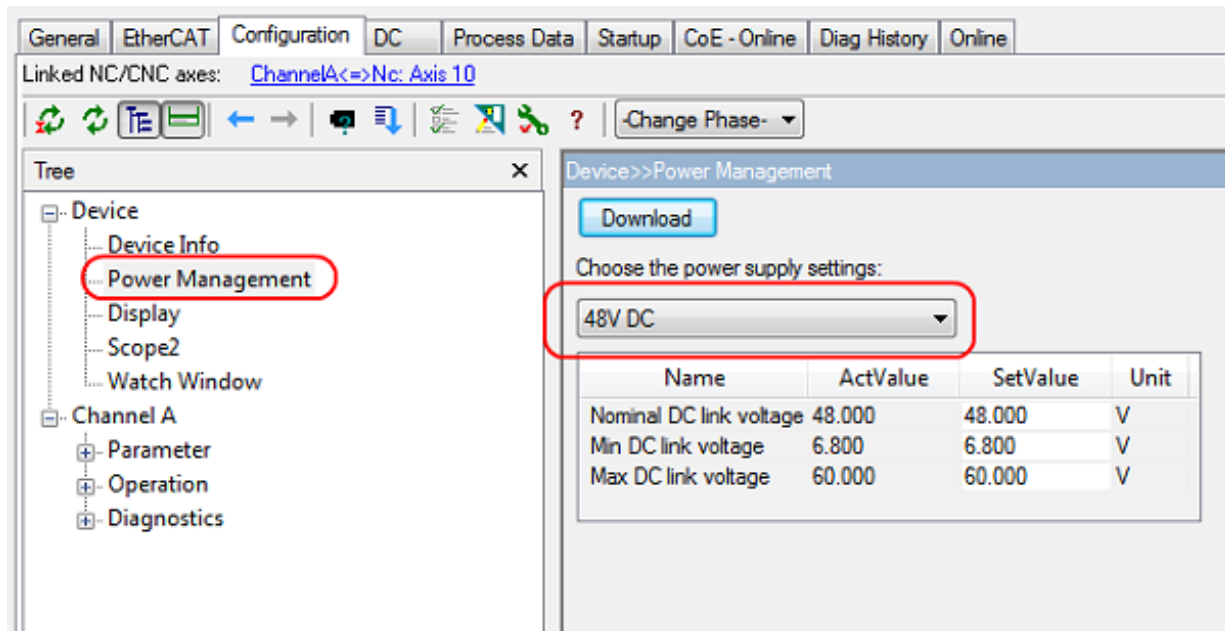 General EtherCAT Configuration DC Process Data Startup CoE - Online Diag History Online
Linked NC/CNC axes: ChannelA<=>Nc: Axis 10
? -Change Phase-
Tree x
Device
Device Info
Power Management
Display
Scope2
Watch Window
Channel A
Parameter
Operation
Diagnostics
Device>>Power Management
Download
Choose the power supply settings:
48V DC
Name ActValue SetValue Unit
Nominal DC link voltage 48.000 48.000 V
Min DC link voltage 6.800 6.800 V
Max DC link voltage 60.000 60.000 V